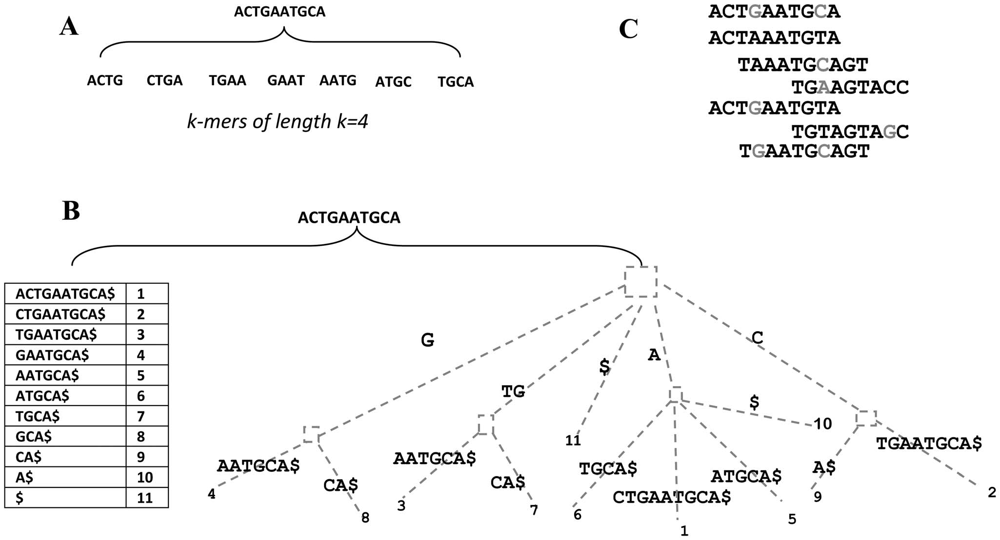 A
ACTGAATGCA
ACTG CTGA TGAA GAAT AATG ATGC TGCA
k-mers of length k=4
C
ACTGAATGCA
ACTAAATGTA
TAAATGCAGT
TGAAGTACC
ACTGAATGTA
TGTAGTAGC
TGAATGCAGT
B
ACTGAATGCA
ACTGAATGCA$ 1
CTGAATGCA$ 2
TGAATGCA$ 3
GAATGCA$ 4
AATGCA$ 5
ATGCA$ 6
TGCA$ 7
GCA$ 8
CA$ 9
A$ 10
$ 11
G
TG
$
A
C
$
11
10
AATGCA$
CA$
AATGCA$
CA$
TGCA$
CTGAATGCA$
ATGCA$
A$
TGAATGCA$
4
8
3
7
6
1
5
9
2